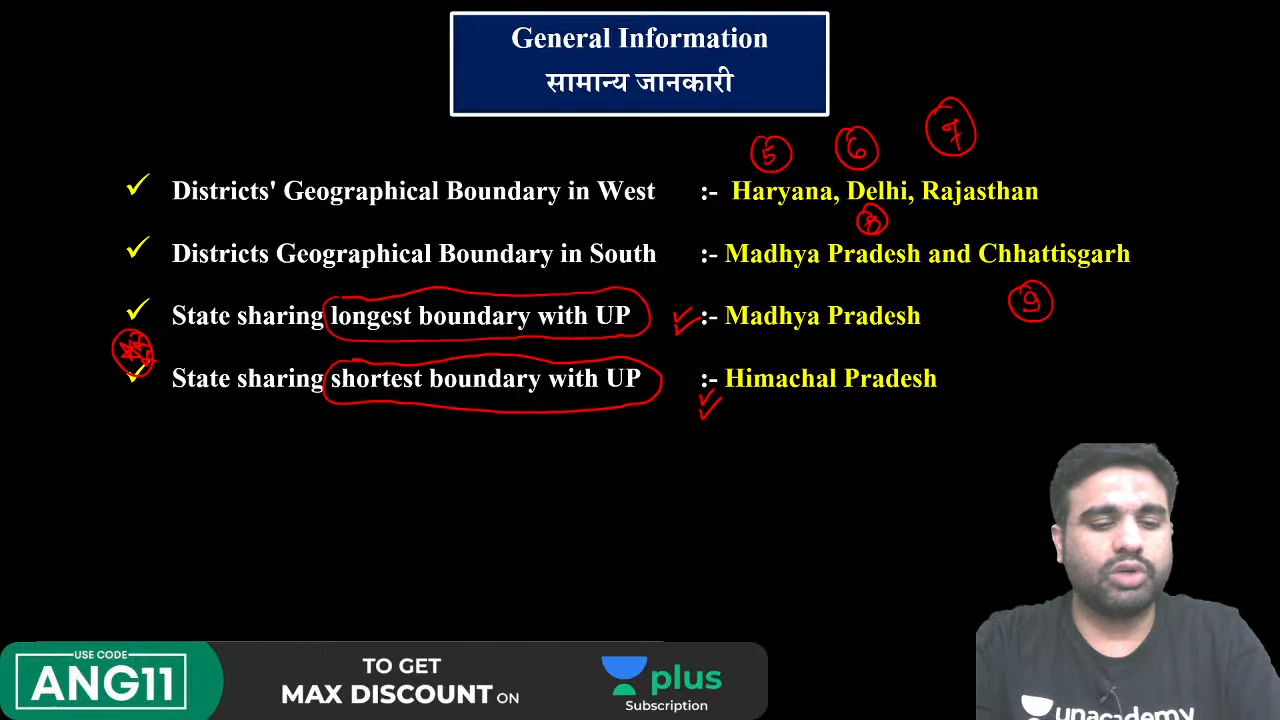 General Information
सामान्य जानकारी
5 6 7
Districts' Geographical Boundary in West :- Haryana, Delhi, Rajasthan
8
Districts Geographical Boundary in South :- Madhya Pradesh and Chhattisgarh
9
State sharing longest boundary with UP :- Madhya Pradesh
State sharing shortest boundary with UP :- Himachal Pradesh
USE CODE
ANG11
TO GET
MAX DISCOUNT ON
plus
Subscription
unacademy